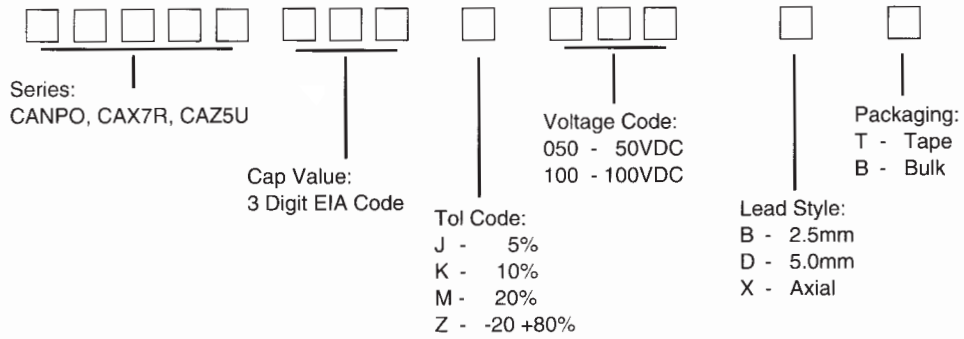 Series:
CANPO, CAX7R, CAZ5U
Cap Value:
3 Digit EIA Code
Tol Code:
J - 5%
K - 10%
M - 20%
Z - -20 +80%
Voltage Code:
050 - 50VDC
100 - 100VDC
Lead Style:
B - 2.5mm
D - 5.0mm
X - Axial
Packaging:
T - Tape
B - Bulk